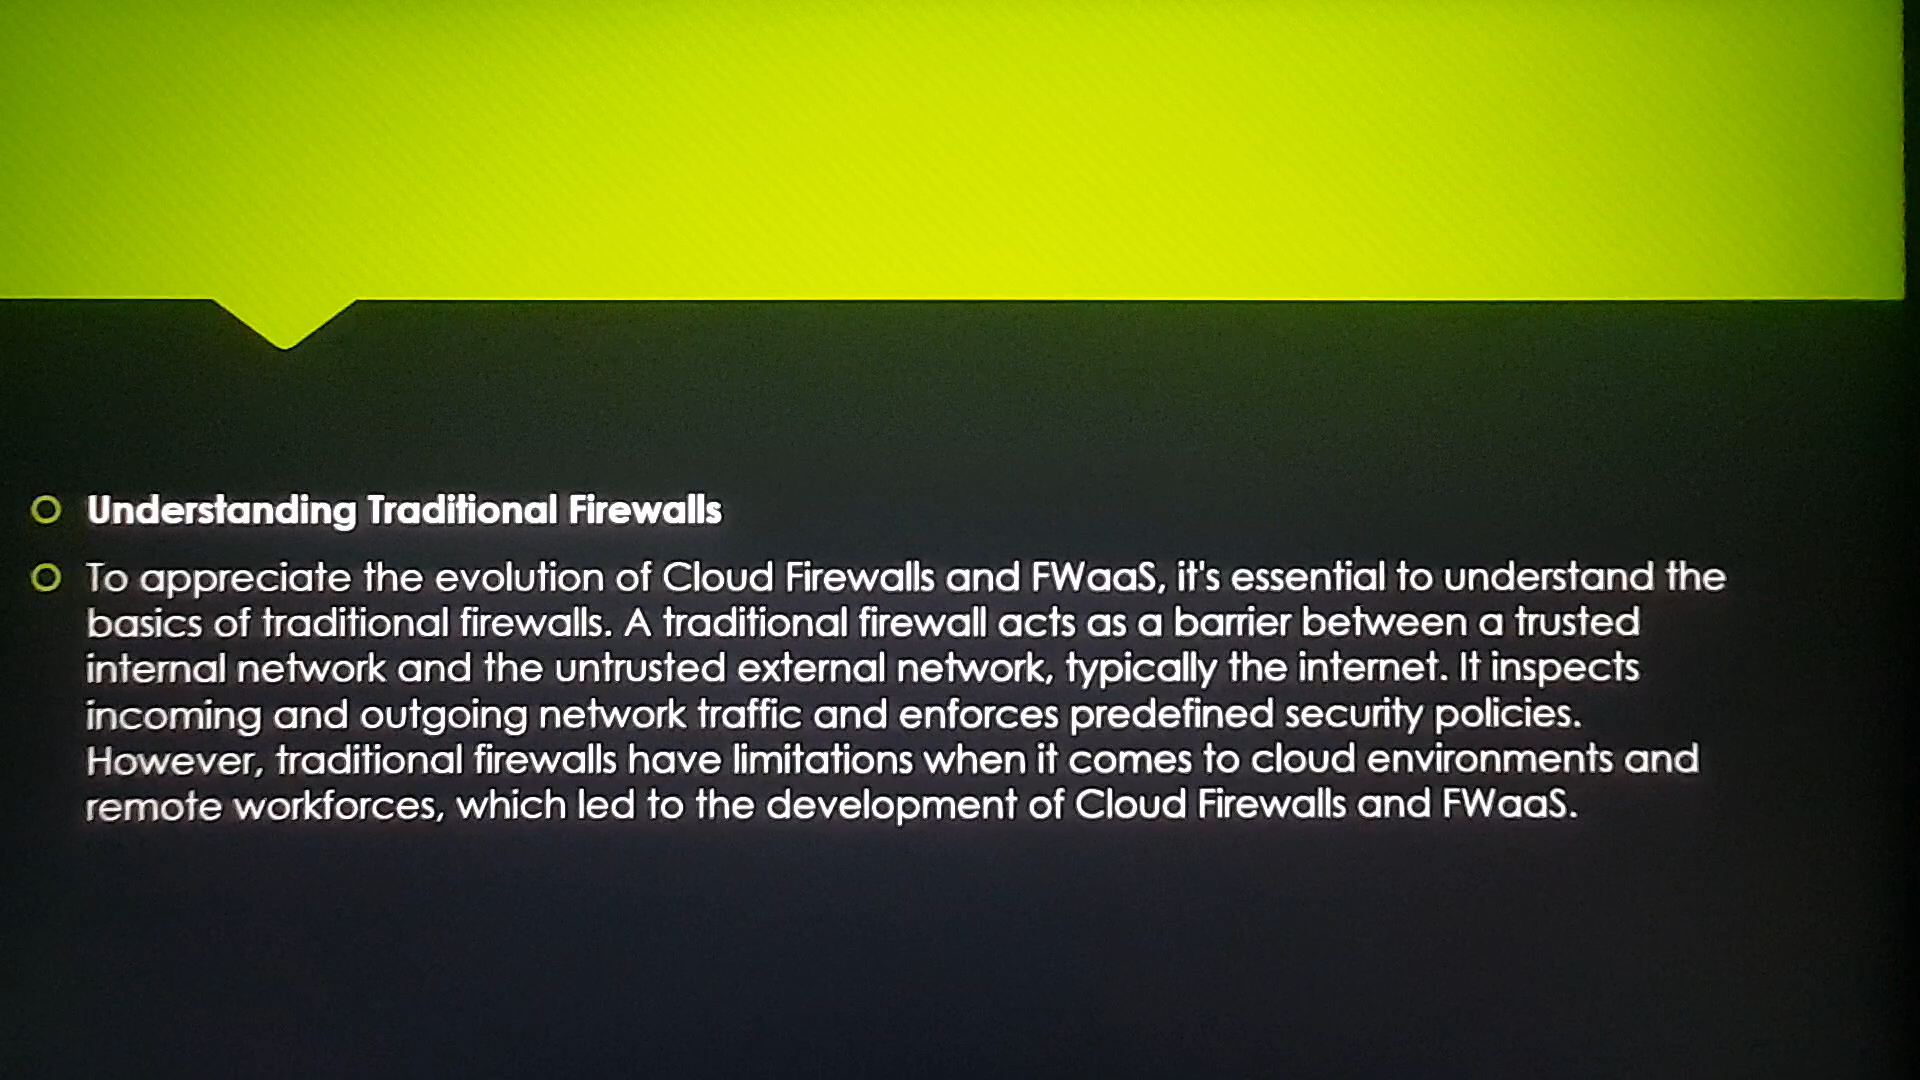 Understanding Traditional Firewalls
To appreciate the evolution of Cloud Firewalls and FWaaS, it's essential to understand the
basics of traditional firewalls. A traditional firewall acts as a barrier between a trusted
internal network and the untrusted external network, typically the internet. It inspects
incoming and outgoing network traffic and enforces predefined security policies.
However, traditional firewalls have limitations when it comes to cloud environments and
remote workforces, which led to the development of Cloud Firewalls and FWaaS.